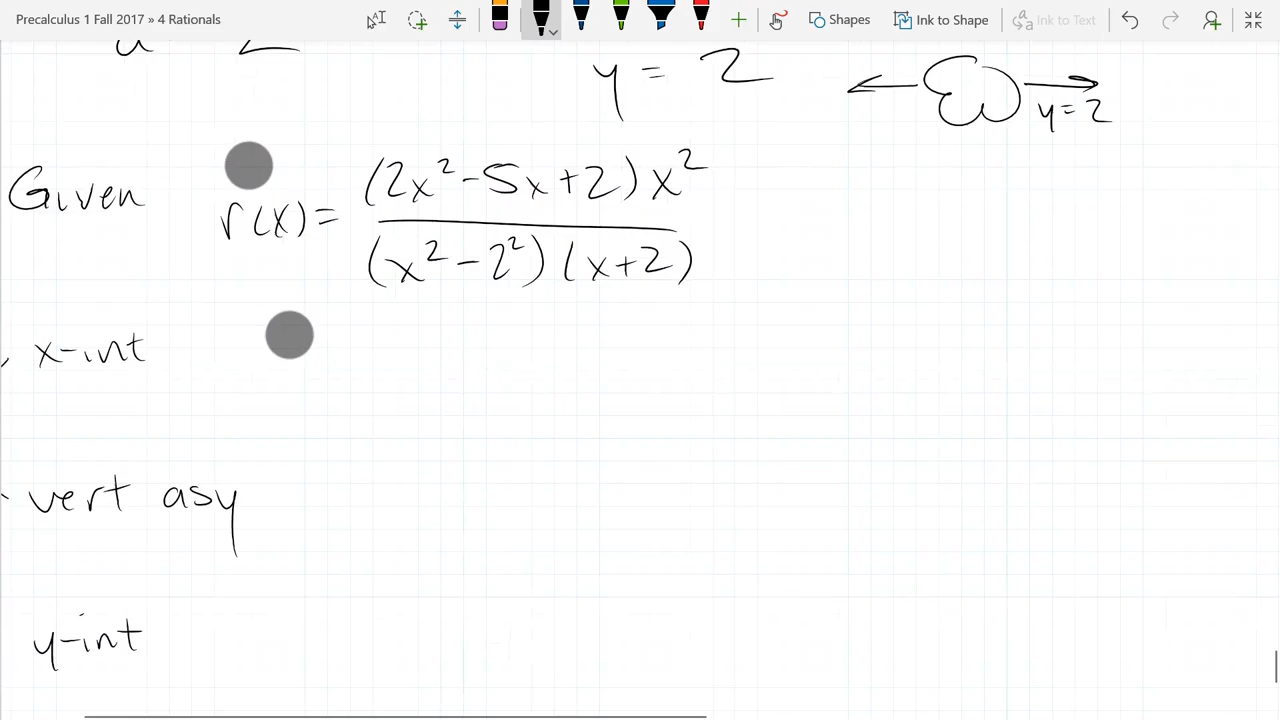 Precalculus 1 Fall 2017 » 4 Rationals
Shapes
Ink to Shape
Ink to Text
y = 2
y = 2
Given r(x) = (2x²-5x+2)x²
(x²-2²)(x+2)
x-int
vert asy
y-int